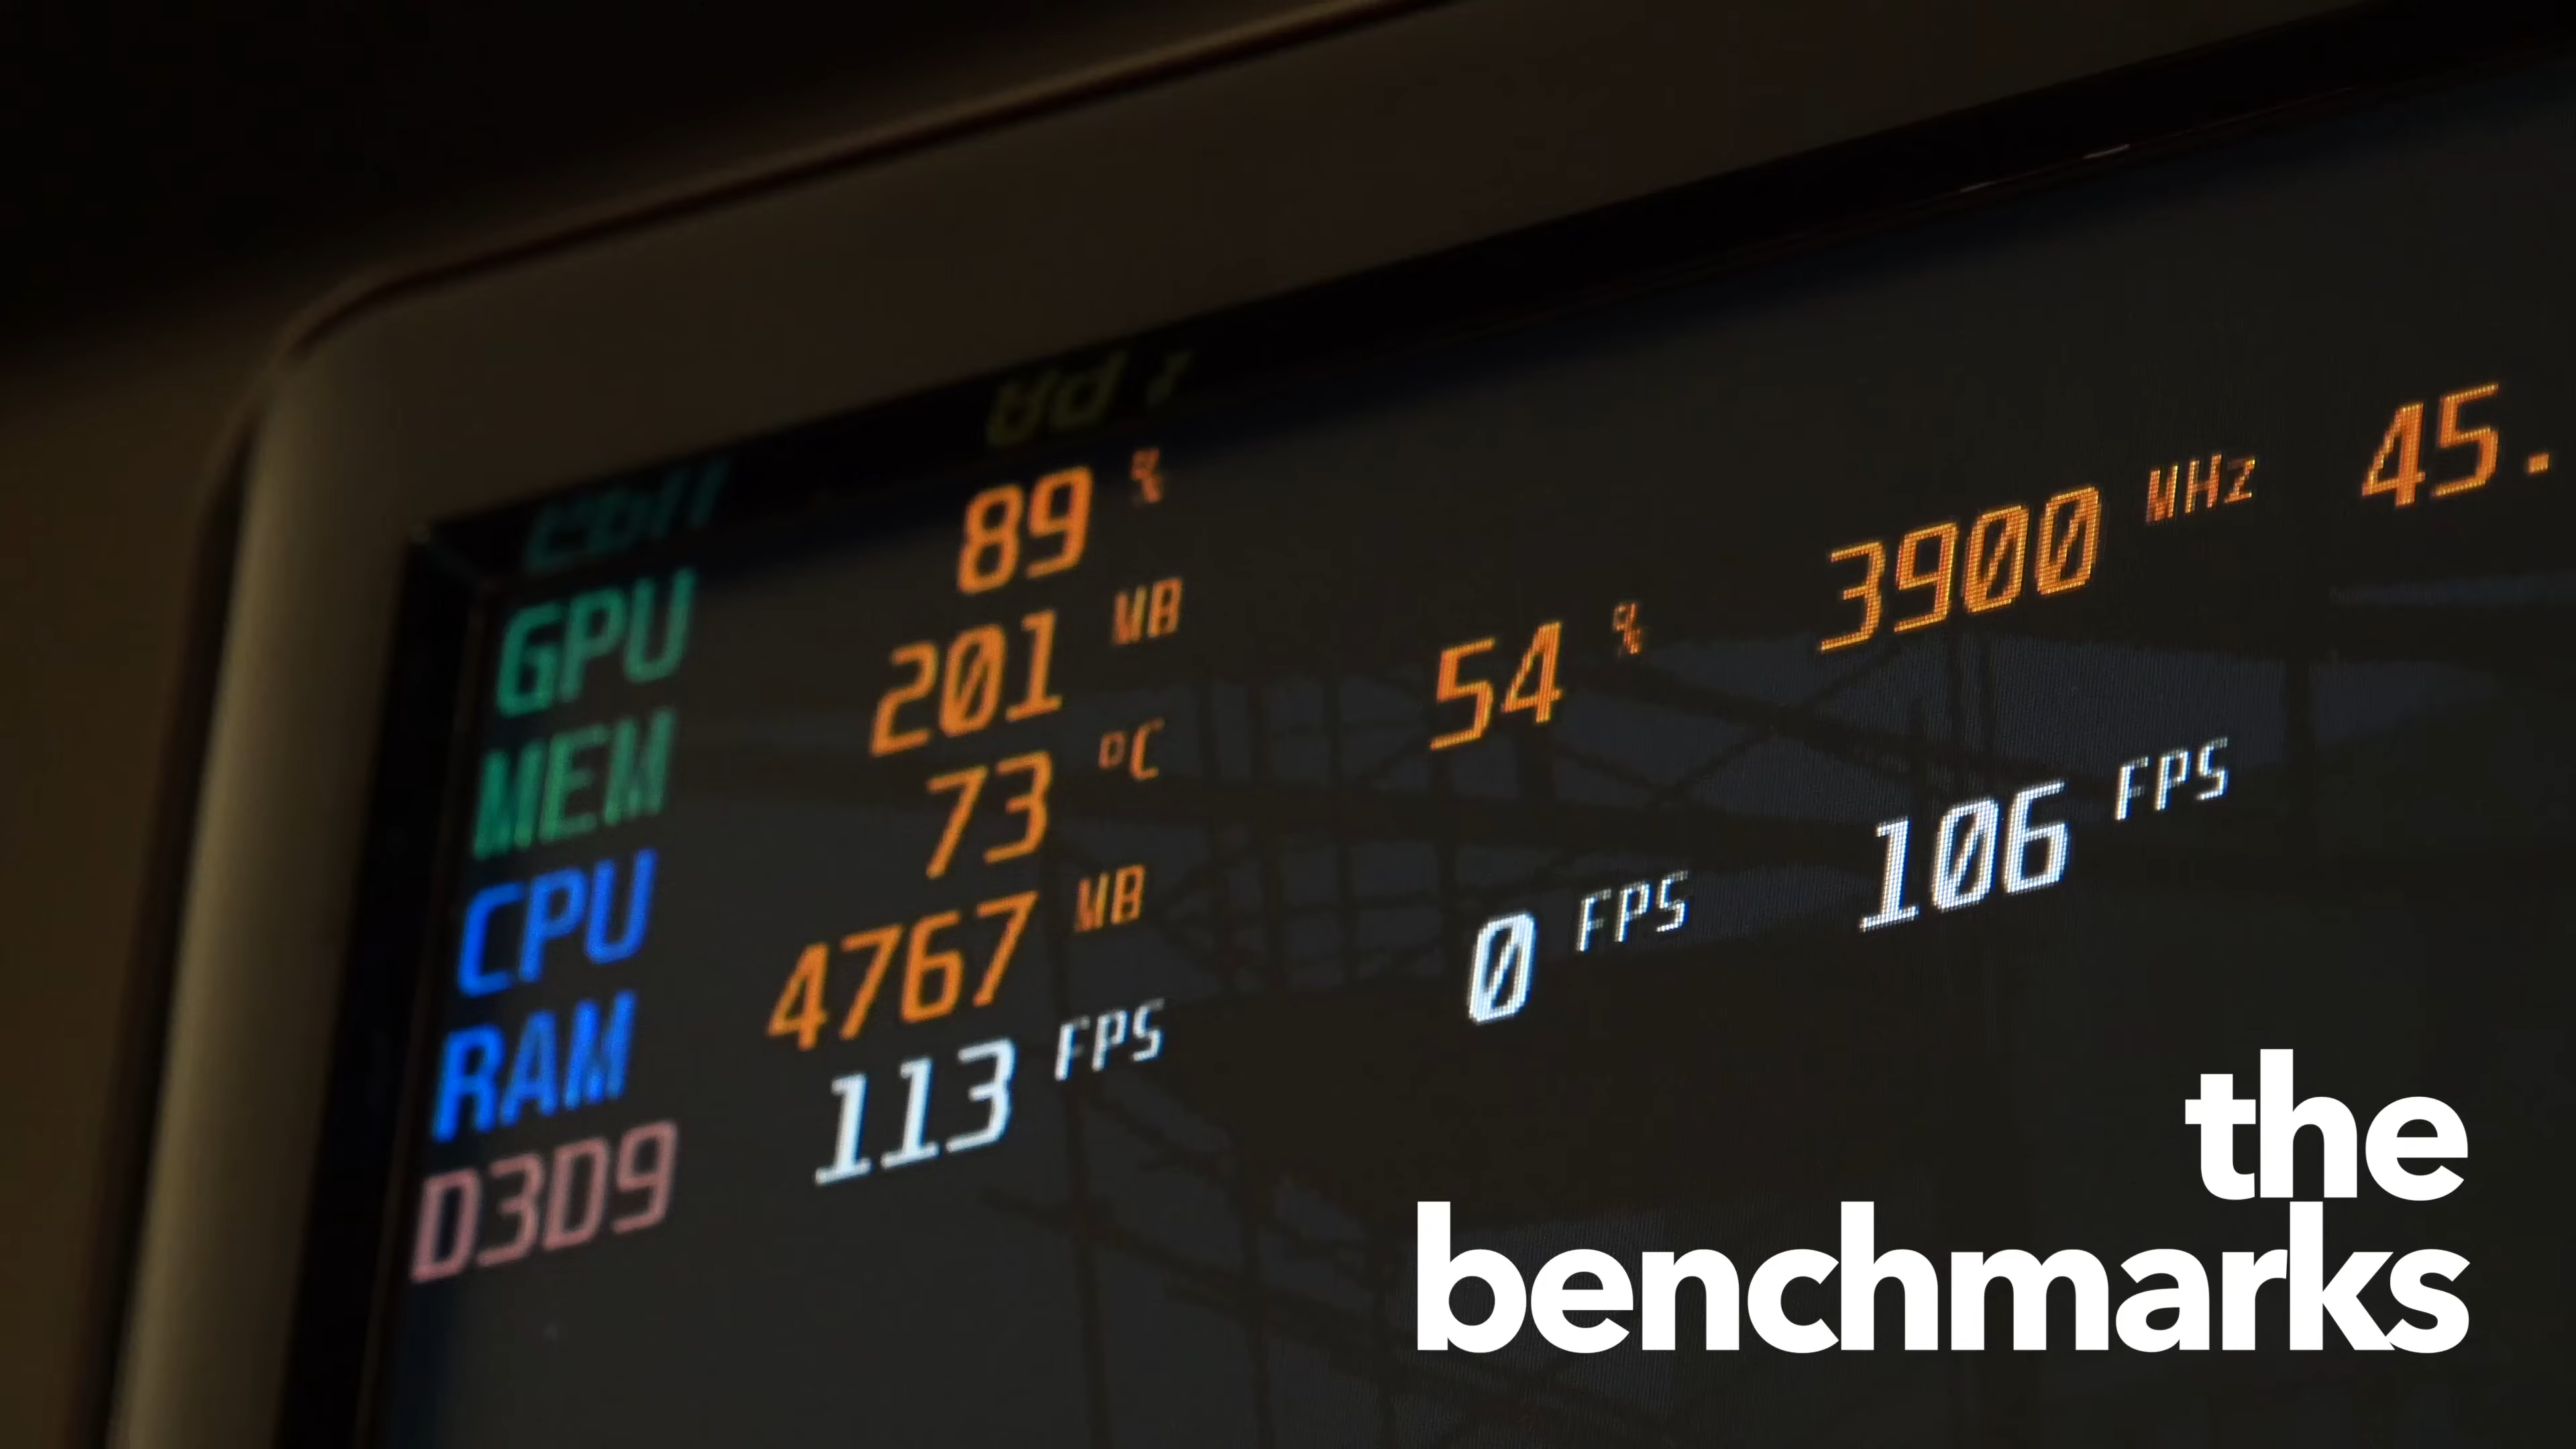 GPU 89 %
MEM 201 MB
CPU 73 °C 54 % 3900 MHz 45.
RAM 4767 MB
D3D9 113 FPS 0 FPS 106 FPS
the
benchmarks